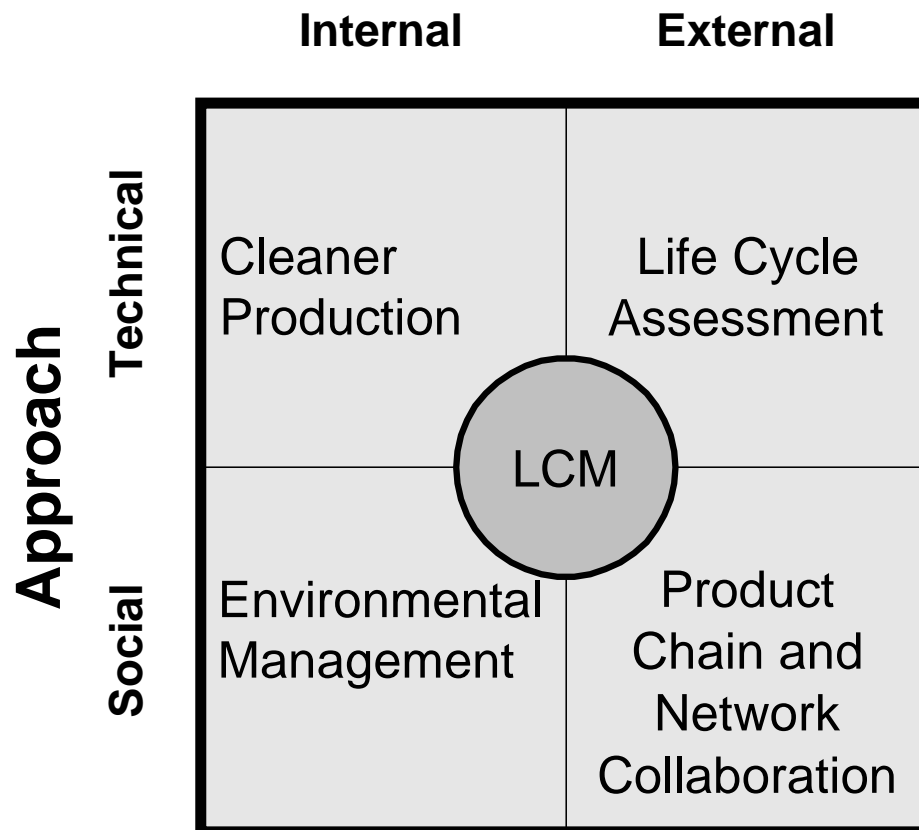 Internal External
Approach
Technical
Cleaner
Production
Life Cycle
Assessment
LCM
Social
Environmental
Management
Product
Chain and
Network
Collaboration